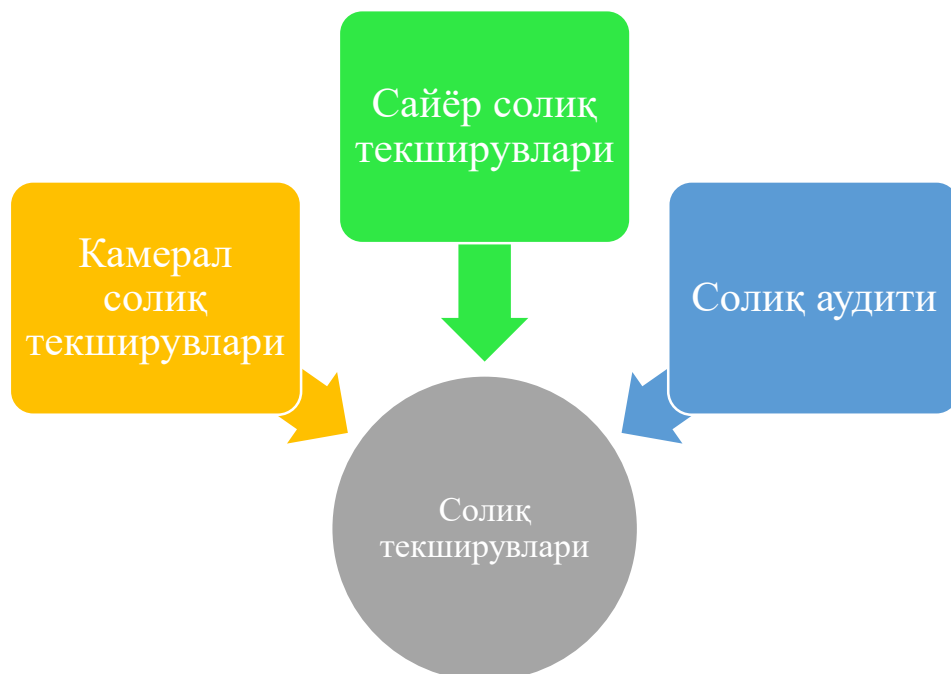 Сайёр солиқ
текширувлари
Камерал
солиқ
текширувлари
Солиқ аудити
Солиқ
текширувлари